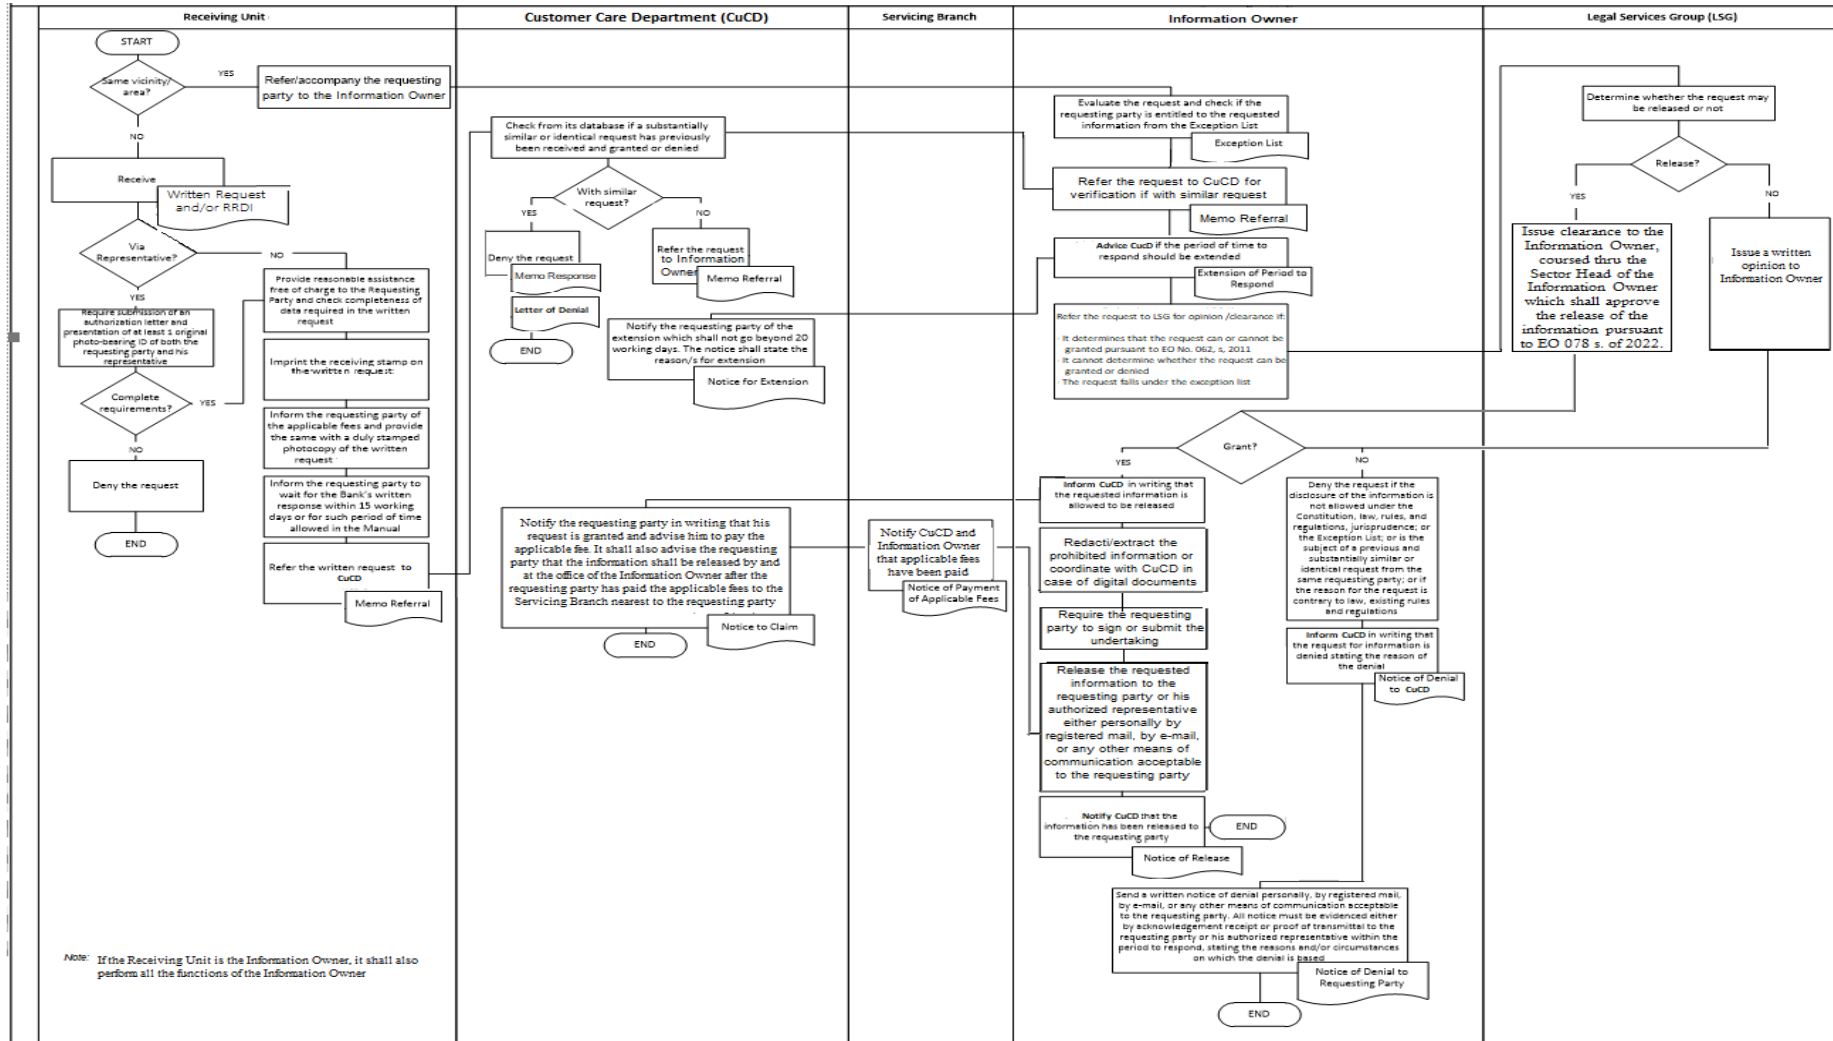 Receiving Unit
Customer Care Department (CuCD)
Servicing Branch
Information Owner
Legal Services Group (LSG)
START
Same vicinity/
area?
YES
Refer/accompany the requesting
party to the Information Owner
NO
Receive
Written Request
and/or RRDI
Via
Representative?
NO
YES
Require submission of an
authorization letter and
presentation of at least 1 original
photo-bearing ID of both the
requesting party and his
representative
Complete
requirements?
YES
NO
Deny the request
END
Provide reasonable assistance
free of charge to the Requesting
Party and check completeness of
data required in the written
request
Imprint the receiving stamp on
the written request
Inform the requesting party of
the applicable fees and provide
the same with a duly stamped
photocopy of the written
request
Inform the requesting party to
wait for the Bank's written
response within 15 working
days or for such period of time
allowed in the Manual
Refer the written request to
CuCD
Memo Referral
Note: If the Receiving Unit is the Information Owner, it shall also
perform all the functions of the Information Owner
Check from its database if a substantially
similar or identical request has previously
been received and granted or denied
With similar
request?
YES
NO
Deny the request
Memo Response
Letter of Denial
END
Refer the request
to Information
Owner
Memo Referral
Notify the requesting party of the
extension which shall not go beyond 20
working days. The notice shall state the
reason/s for extension
Notice for Extension
Notify the requesting party in writing that his
request is granted and advise him to pay the
applicable fee. It shall also advise the requesting
party that the information shall be released by and
at the office of the Information Owner after the
requesting party has paid the applicable fees to the
Servicing Branch nearest to the requesting party
Notice to Claim
END
Notify CuCD and
Information Owner
that applicable fees
have been paid
Notice of Payment
of Applicable Fees
Evaluate the request and check if the
requesting party is entitled to the requested
information from the Exception List
Exception List
Refer the request to CuCD for
verification if with similar request
Memo Referral
Advice CucD if the period of time to
respond should be extended
Extension of Period to
Respond
Refer the request to LSG for opinion /clearance if:
· It determines that the request can or cannot be
granted pursuant to EO No. 062, s, 2011
· It cannot determine whether the request can be
granted or denied
· The request falls under the exception list
Grant?
YES
NO
Inform CuCD in writing that
the requested information is
allowed to be released
Redacti/extract the
prohibited information or
coordinate with CuCD in
case of digital documents
Require the requesting
party to sign or submit the
undertaking
Release the requested
information to the
requesting party or his
authorized representative
either personally by
registered mail, by e-mail,
or any other means of
communication acceptable
to the requesting party
Notify CuCD that the
information has been released to
the requesting party
Notice of Release
END
Deny the request if the
disclosure of the information is
not allowed under the
Constitution, law, rules, and
regulations, jurisprudence; or
the Exception List; or is the
subject of a previous and
substantially similar or
identical request from the
same requesting party; or if
the reason for the request is
contrary to law, existing rules
and regulations
Inform CuCD in writing that
the request for information is
denied stating the reason of
the denial
Notice of Denial
to CuCD
Send a written notice of denial personally, by registered mail,
by e-mail, or any other means of communication acceptable
to the requesting party. All notice must be evidenced either
by acknowledgement receipt or proof of transmittal to the
requesting party or his authorized representative within the
period to respond, stating the reasons and/or circumstances
on which the denial is based
Notice of Denial to
Requesting Party
END
Determine whether the request may
be released or not
Release?
YES
NO
Issue clearance to the
Information Owner,
coursed thru the
Sector Head of the
Information Owner
which shall approve
the release of the
information pursuant
to EO 078 s. of 2022.
Issue a written
opinion to
Information Owner